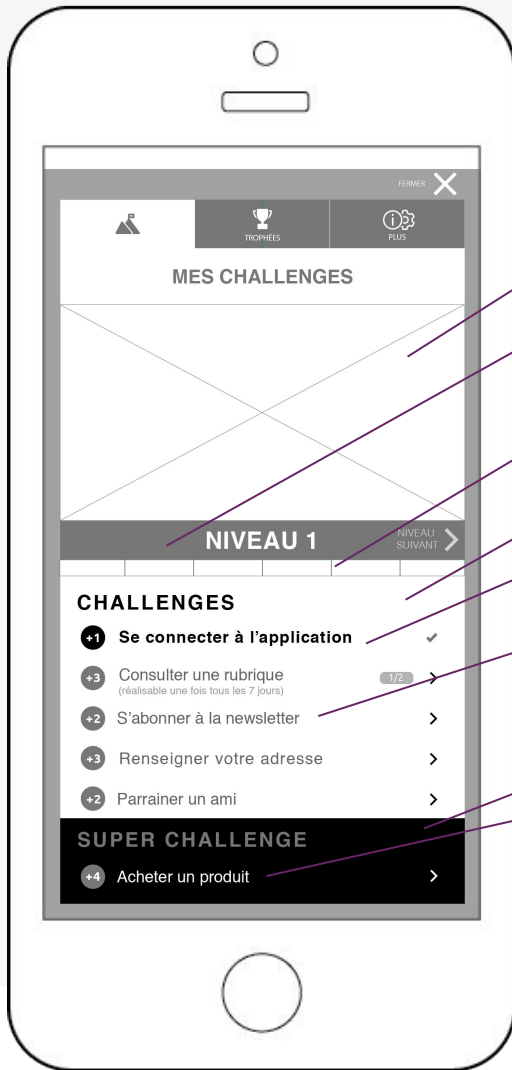 FERMER
TROPHÉES
PLUS
MES CHALLENGES
NIVEAU 1
NIVEAU
SUIVANT
CHALLENGES
+1 Se connecter à l’application
+3 Consulter une rubrique 1/2
(réalisable une fois tous les 7 jours)
+2 S’abonner à la newsletter
+3 Renseigner votre adresse
+2 Parrainer un ami
SUPER CHALLENGE
+4 Acheter un produit